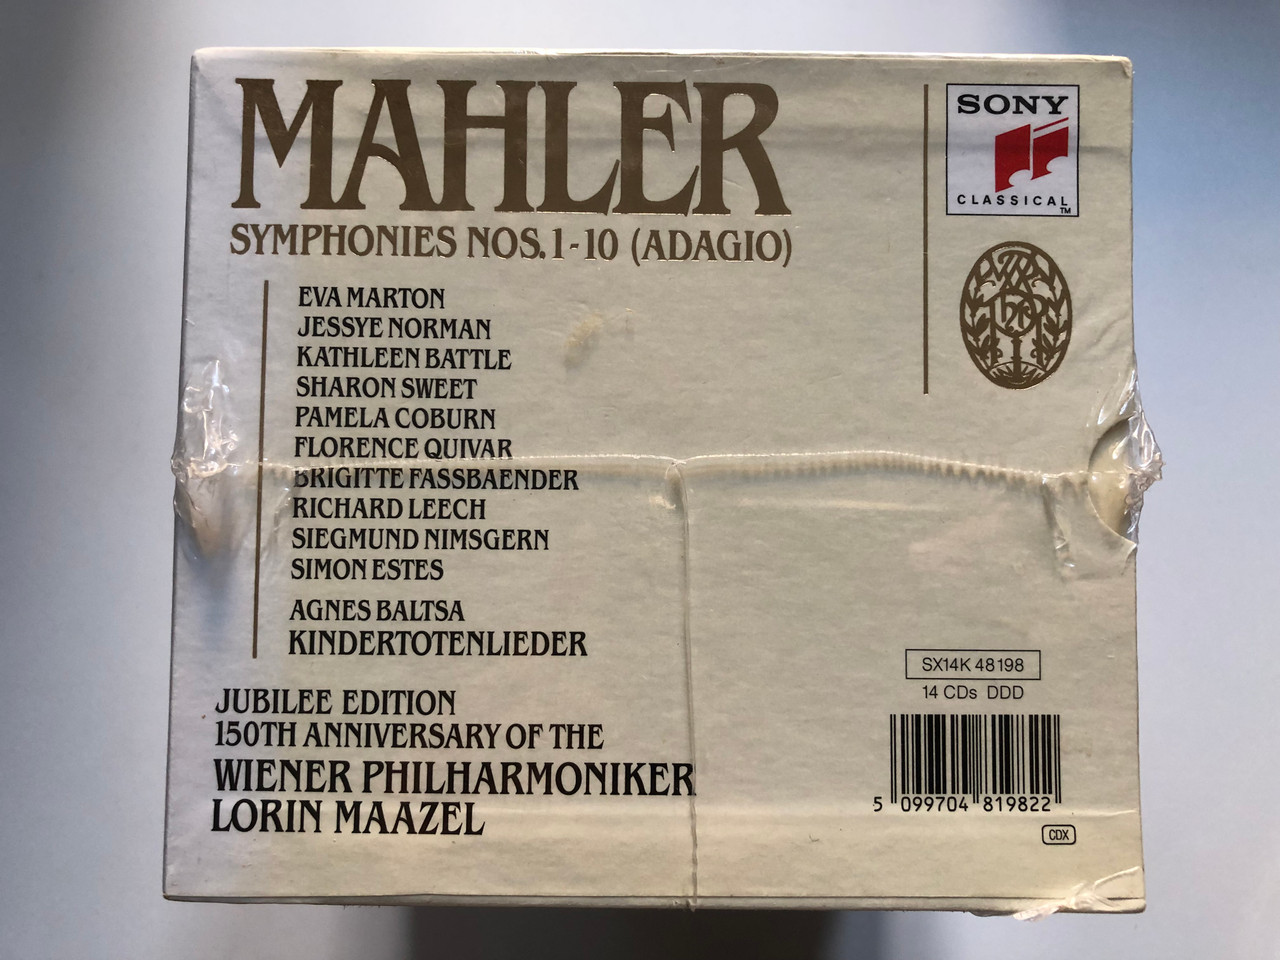 MAHLER
SYMPHONIES NOS. 1-10 (ADAGIO)
SONY
CLASSICAL
TM
EVA MARTON
JESSYE NORMAN
KATHLEEN BATTLE
SHARON SWEET
PAMELA COBURN
FLORENCE QUIVAR
BRIGITTE FASSBAENDER
RICHARD LEECH
SIEGMUND NIMSGERN
SIMON ESTES
AGNES BALTSA
KINDERTOTENLIEDER
JUBILEE EDITION
150TH ANNIVERSARY OF THE
WIENER PHILHARMONIKER
LORIN MAAZEL
SX14K 48198
14 CDs DDD
5 099704 819822
CDX